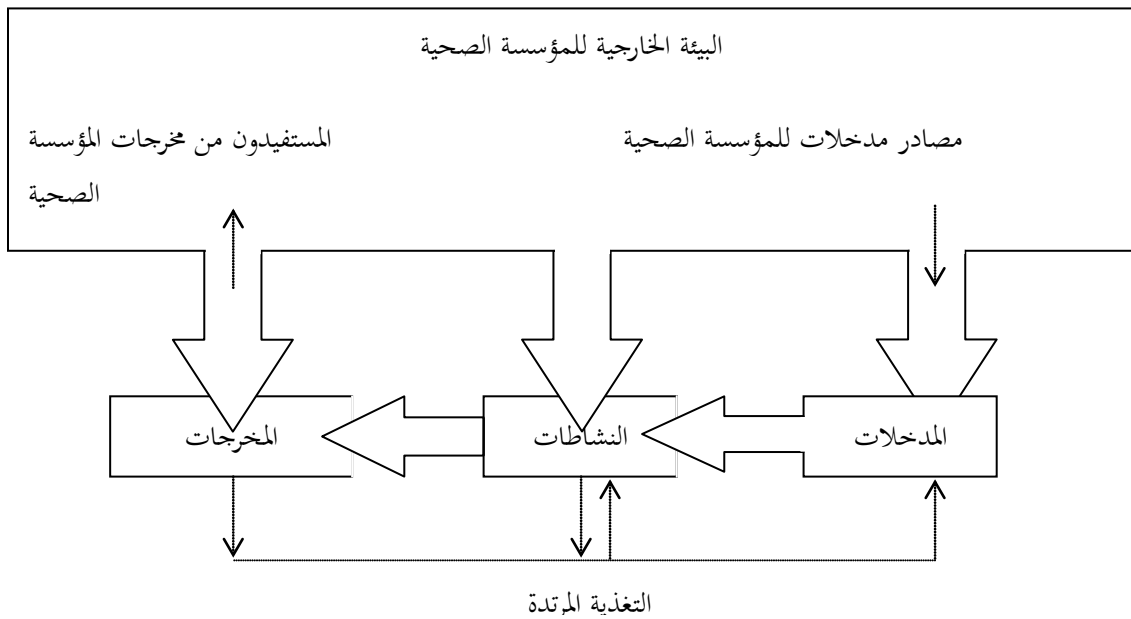 البيئة الخارجية للمؤسسة الصحية
مصادر مدخلات للمؤسسة الصحية
المستفيدون من مخرجات المؤسسة
الصحية
المدخلات
النشاطات
المخرجات
التغذية المرتدة